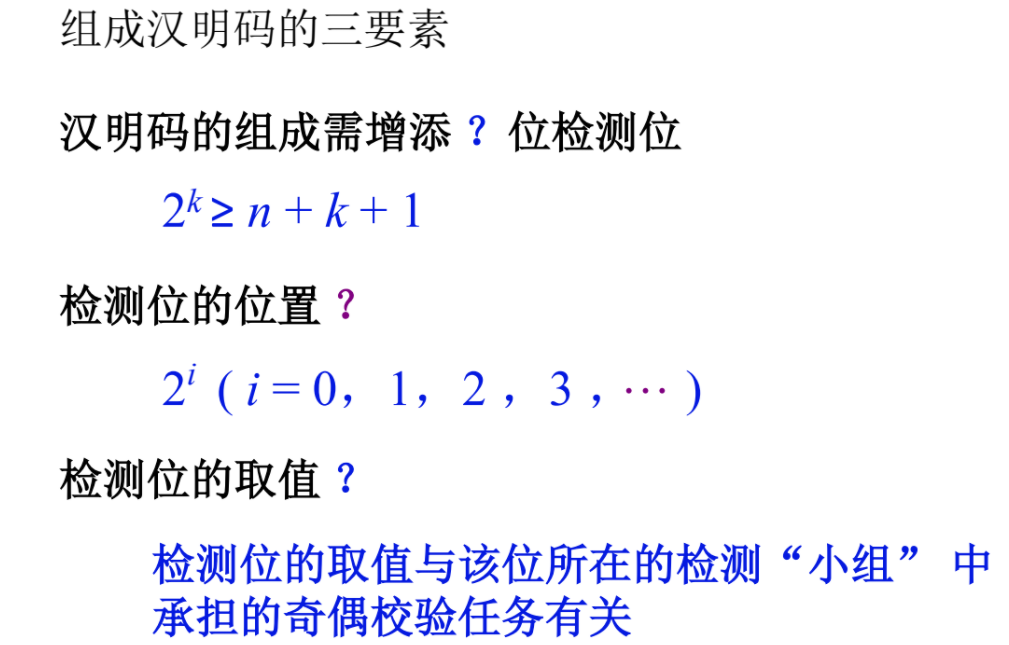 组成汉明码的三要素
汉明码的组成需增添 ？位检测位
2^k ≥ n + k + 1
检测位的位置 ？
2^i ( i = 0，1，2 ，3 ，··· )
检测位的取值 ？
检测位的取值与该位所在的检测“小组” 中
承担的奇偶校验任务有关